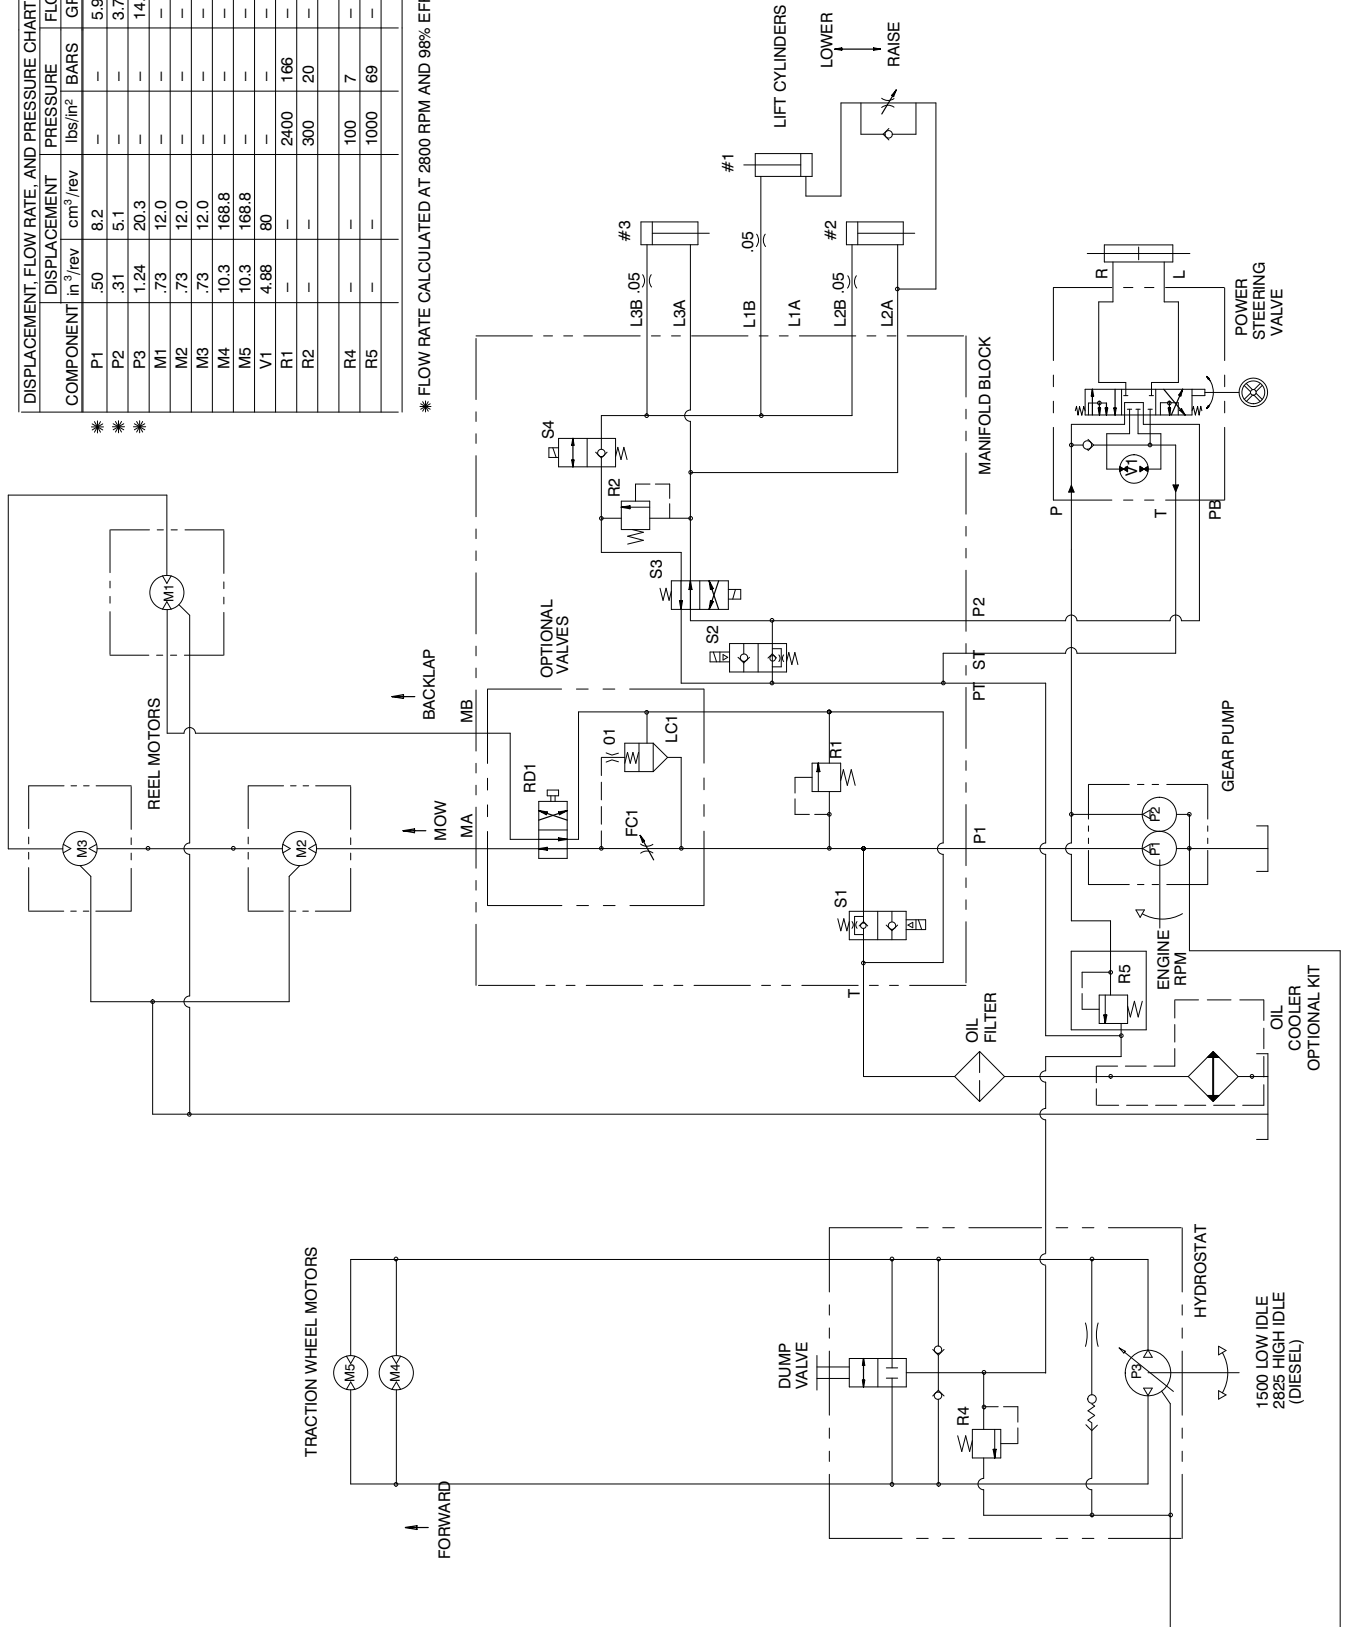 DISPLACEMENT, FLOW RATE, AND PRESSURE CHART
DISPLACEMENT PRESSURE
COMPONENT in³/rev cm³/rev lbs/in² BARS
✳ P1 .50 8.2 – –
✳ P2 .31 5.1 – –
✳ P3 1.24 20.3 – –
M1 .73 12.0 – – –
M2 .73 12.0 – – –
M3 .73 12.0 – – –
M4 10.3 168.8 – – –
M5 10.3 168.8 – – –
V1 4.88 80 – – –
R1 – – 2400 166 –
R2 – – 300 20 –
R4 – – 100 7 –
R5 – – 1000 69 –
✳ FLOW RATE CALCULATED AT 2800 RPM AND 98%
REEL MOTORS
M1
M3
M2
MOW
MA
BACKLAP
MB
OPTIONAL
VALVES
RD1
01
LC1
FC1
R1
S1
T
P1
S4
R2
S3
S2
P2
ST
PT
MANIFOLD BLOCK
L3B .05
L3A
L1B
.05
L1A
L2B .05
L2A
#3
#1
#2
LIFT CYLINDERS
LOWER
RAISE
P
T
PB
V1
R
L
POWER
STEERING
VALVE
GEAR PUMP
P2
P1
ENGINE
RPM
R5
OIL
FILTER
OIL
COOLER
OPTIONAL KIT
TRACTION WHEEL MOTORS
M5
M4
FORWARD
DUMP
VALVE
R4
P3
HYDROSTAT
1500 LOW IDLE
2825 HIGH IDLE
(DIESEL)